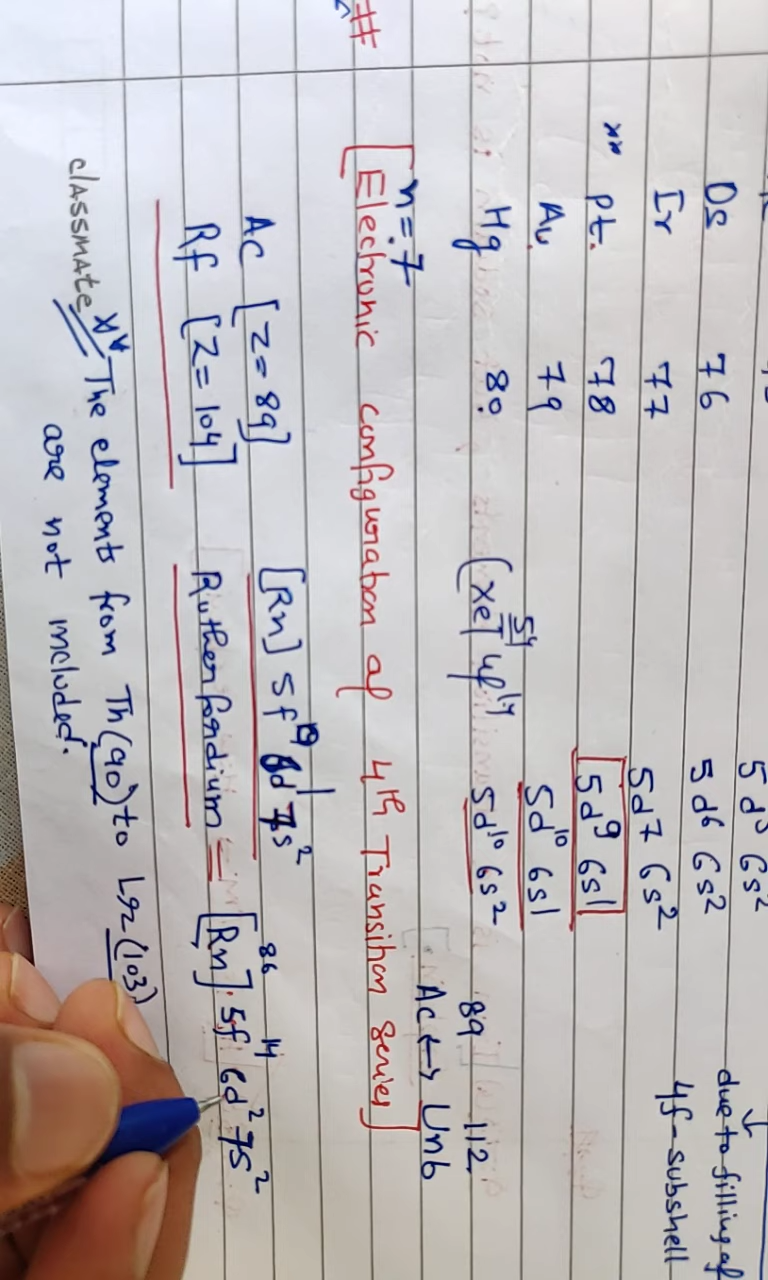 5d⁵ 6s²
Os 76 5d⁶ 6s² due to filling of
Ir 77 5d⁷ 6s² 4f-subshell
** Pt. 78 5d⁹ 6s¹
Au 79 5d¹⁰ 6s¹
Hg 80 (Xe]⁵⁴ 4f¹⁴ 5d¹⁰ 6s² 89 112
n=7 Ac ↔ Unb
#
[Electronic configuration of 4th Transition series]
Ac [Z=89] [Rn] 6d¹ 7s²
Rf [Z=104] Rutherfordium = [Rn]⁸⁶ 5f¹⁴ 6d² 7s²
classmate ** The elements from Th(90) to (103)
are not included.